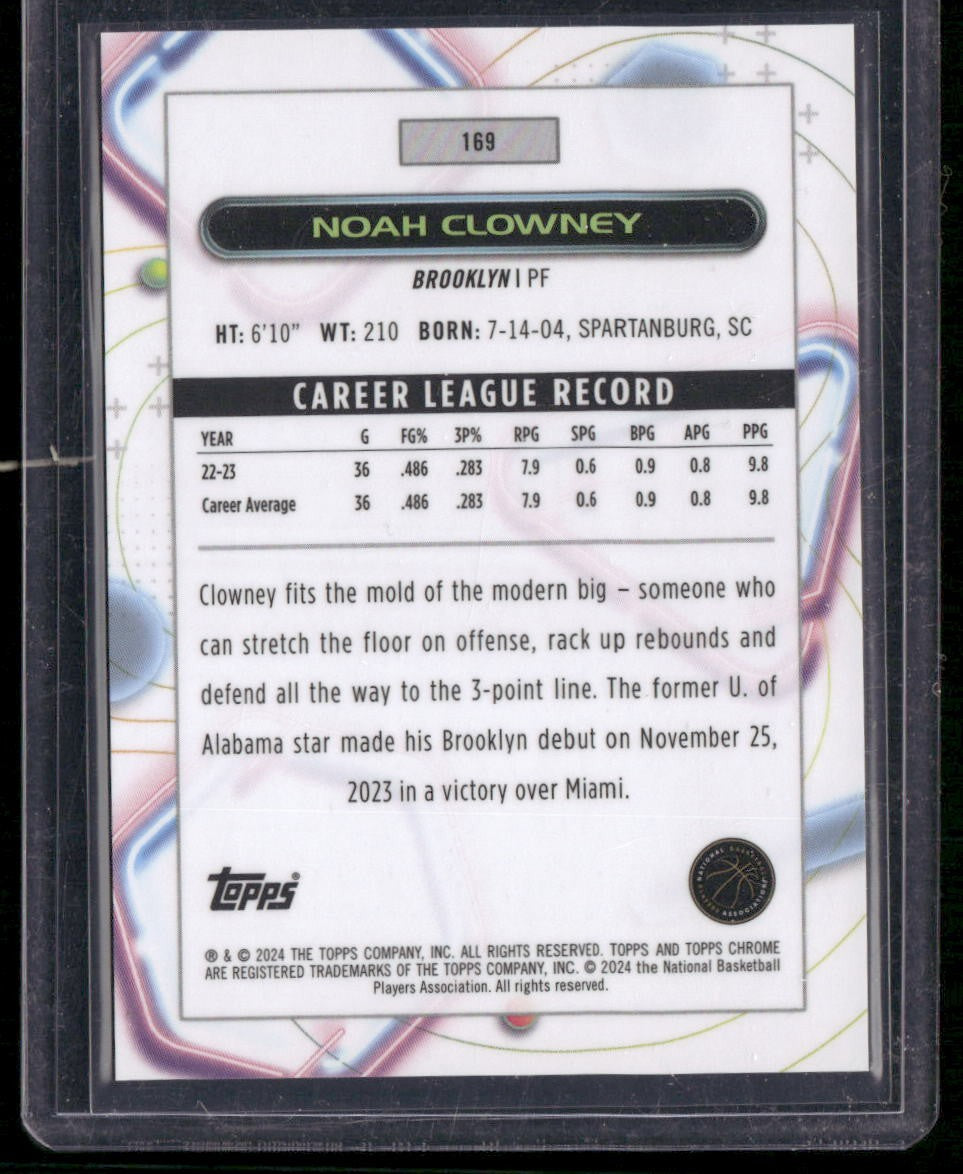 169
NOAH CLOWNEY
BROOKLYN | PF
HT: 6'10" WT: 210 BORN: 7-14-04, SPARTANBURG, SC
CAREER LEAGUE RECORD
YEAR G FG% 3P% RPG SPG BPG APG PPG
22-23 36 .486 .283 7.9 0.6 0.9 0.8 9.8
Career Average 36 .486 .283 7.9 0.6 0.9 0.8 9.8
Clowney fits the mold of the modern big – someone who
can stretch the floor on offense, rack up rebounds and
defend all the way to the 3-point line. The former U. of
Alabama star made his Brooklyn debut on November 25,
2023 in a victory over Miami.
topps®
NATIONAL BASKETBALL PLAYERS ASSOCIATION
® & © 2024 THE TOPPS COMPANY, INC. ALL RIGHTS RESERVED. TOPPS AND TOPPS CHROME
ARE REGISTERED TRADEMARKS OF THE TOPPS COMPANY, INC. © 2024 the National Basketball
Players Association. All rights reserved.